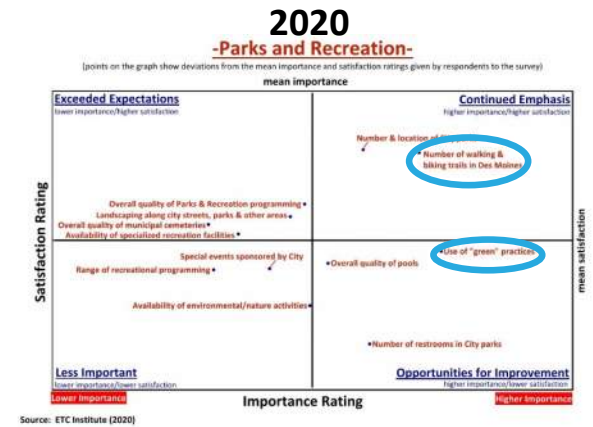 2020
-Parks and Recreation-
(points on the graph show deviations from the mean importance and satisfaction ratings given by respondents to the survey)
mean importance
Exceeded Expectations
lower importance/higher satisfaction
Continued Emphasis
higher importance/higher satisfaction
Number & location of City
Number of walking &
biking trails in Des Moines
Overall quality of Parks & Recreation programming
Landscaping along city streets, parks & other areas
Overall quality of municipal cemeteries
Availability of specialized recreation facilities
Satisfaction Rating
mean satisfaction
Use of "green" practices
Special events sponsored by City
Overall quality of pools
Range of recreational programming
Availability of environmental/nature activities
Number of restrooms in City parks
Less Important
lower importance/lower satisfaction
Opportunities for Improvement
higher importance/lower satisfaction
Lower Importance
Importance Rating
Higher Importance
Source: ETC Institute (2020)